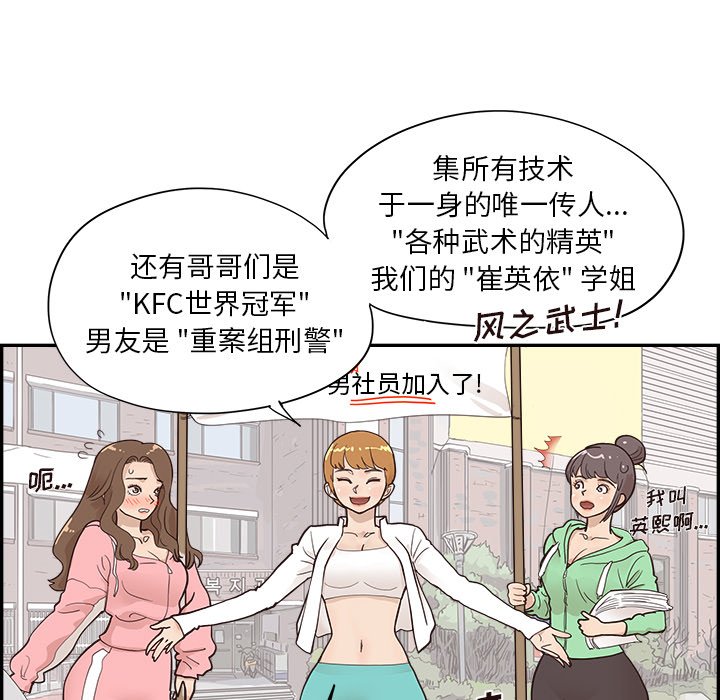 集所有技术
于一身的唯一传人...
"各种武术的精英"
我们的 "崔英依" 学姐
风之武士!
还有哥哥们是
"KFC世界冠军"
男友是 "重案组刑警"
男社员加入了!
呃...
我叫
英熙啊...
복지관